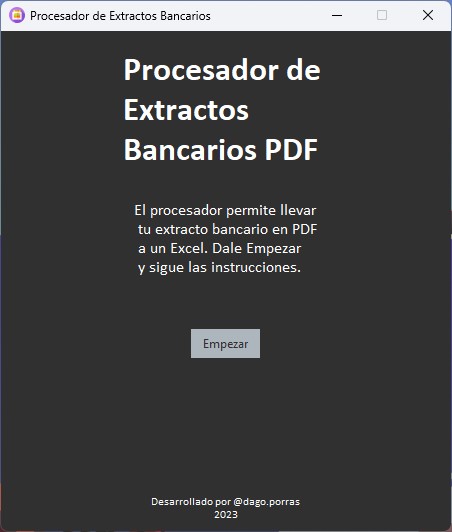 Procesador de Extractos Bancarios
Procesador de
Extractos
Bancarios PDF
El procesador permite llevar
tu extracto bancario en PDF
a un Excel. Dale Empezar
y sigue las instrucciones.
Empezar
Desarrollado por @dago.porras
2023